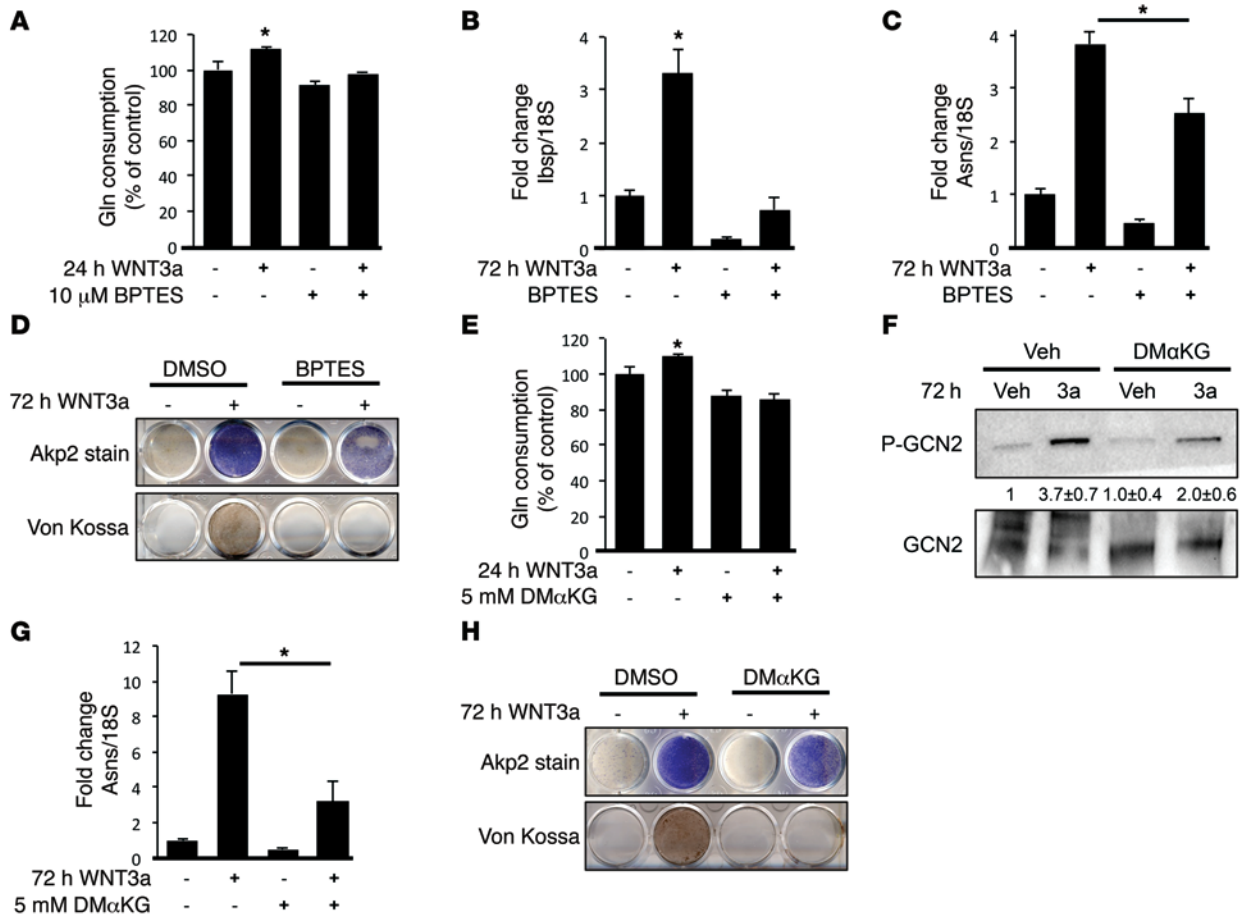 A
Gln consumption
(% of control)
120
100
80
60
40
20
0
*
24 h WNT3a - + - +
10 μM BPTES - - + +
B
Fold change
Ibsp/18S
4
3
2
1
0
*
72 h WNT3a - + - +
BPTES - - + +
C
Fold change
Asns/18S
4
3
2
1
0
*
72 h WNT3a - + - +
BPTES - - + +
D
DMSO BPTES
72 h WNT3a - + - +
Akp2 stain
Von Kossa
E
Gln consumption
(% of control)
120
100
80
60
40
20
0
*
24 h WNT3a - + - +
5 mM DMαKG - - + +
F
Veh DMαKG
72 h Veh 3a Veh 3a
P-GCN2
1 3.7±0.7 1.0±0.4 2.0±0.6
GCN2
G
Fold change
Asns/18S
12
10
8
6
4
2
0
*
72 h WNT3a - + - +
5 mM DMαKG - - + +
H
DMSO DMαKG
72 h WNT3a - + - +
Akp2 stain
Von Kossa